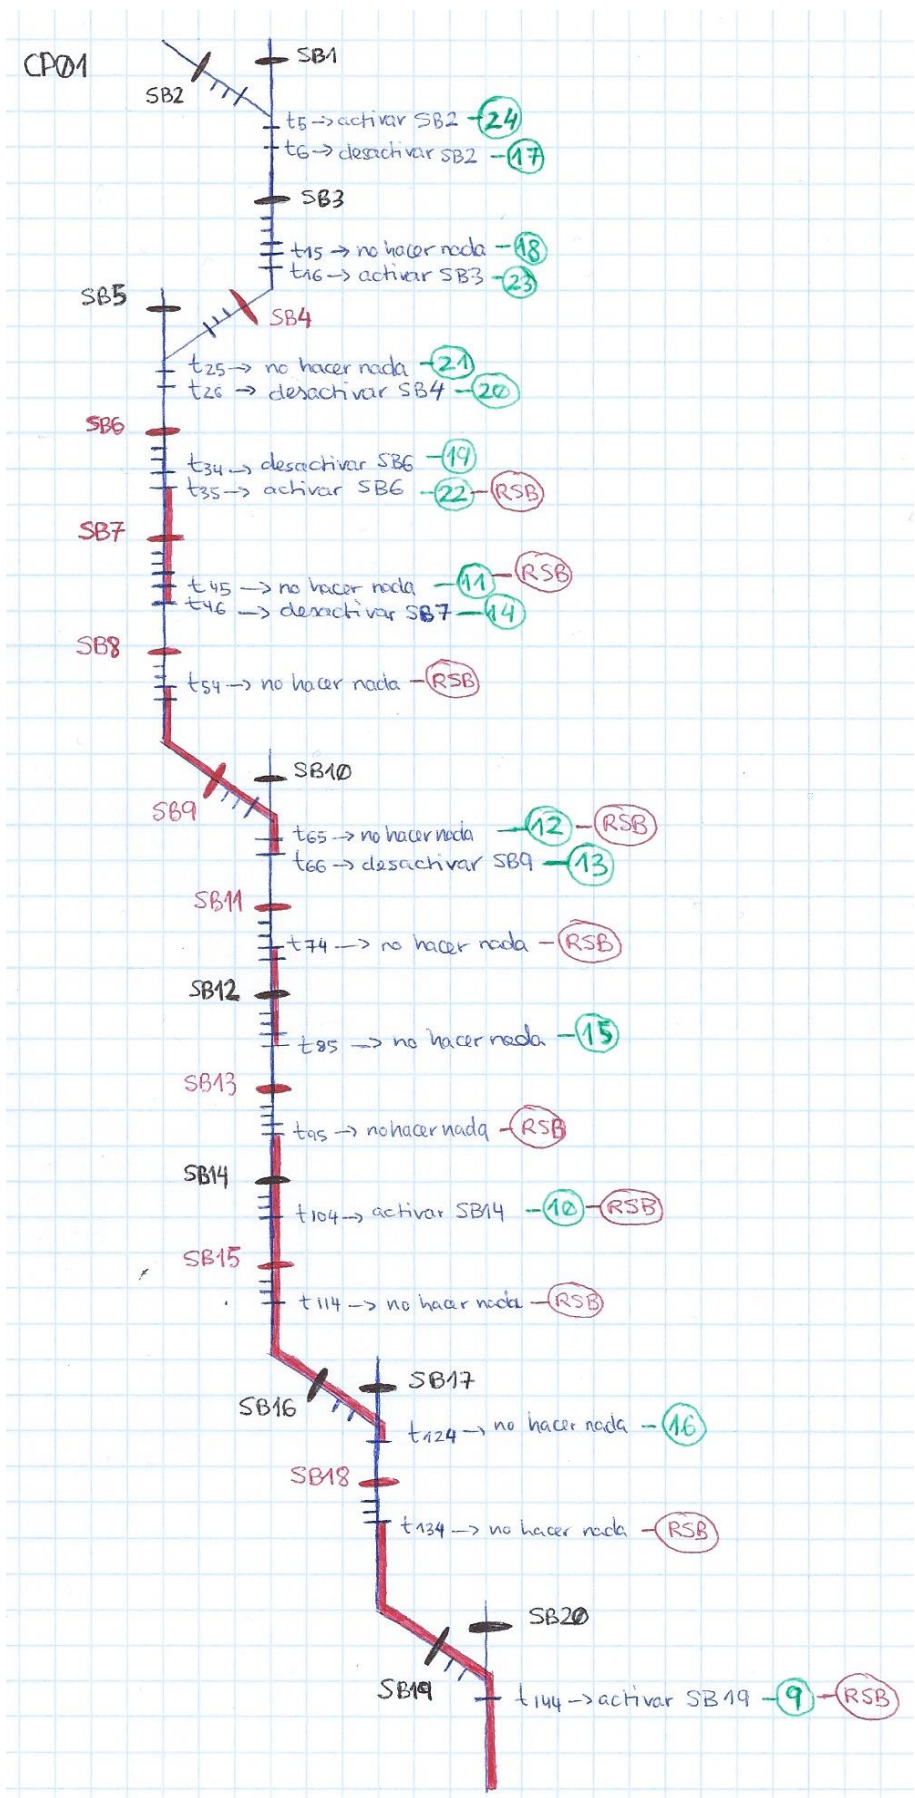 CPØ1
SB1
SB2
t5 → activar SB2 - 24
t6 → desactivar SB2 - 17
SB3
t15 → no hacer nada - 18
t16 → activar SB3 - 23
SB5
SB4
t25 → no hacer nada - 21
t26 → desactivar SB4 - 2Ø
SB6
t34 → desactivar SB6 - 19
t35 → activar SB6 - 22 - RSB
SB7
t45 → no hacer nada - 11 - RSB
t46 → desactivar SB7 - 14
SB8
t54 → no hacer nada - RSB
SB1Ø
SB9
t65 → no hacer nada - 12 - RSB
t66 → desactivar SB9 - 13
SB11
t74 → no hacer nada - RSB
SB12
t85 → no hacer nada - 15
SB13
t95 → no hacer nada - RSB
SB14
t104 → activar SB14 - 1Ø - RSB
SB15
t114 → no hacer nada - RSB
SB17
SB16
t124 → no hacer nada - 16
SB18
t134 → no hacer nada - RSB
SB2Ø
SB19
t144 → activar SB19 - 9 - RSB